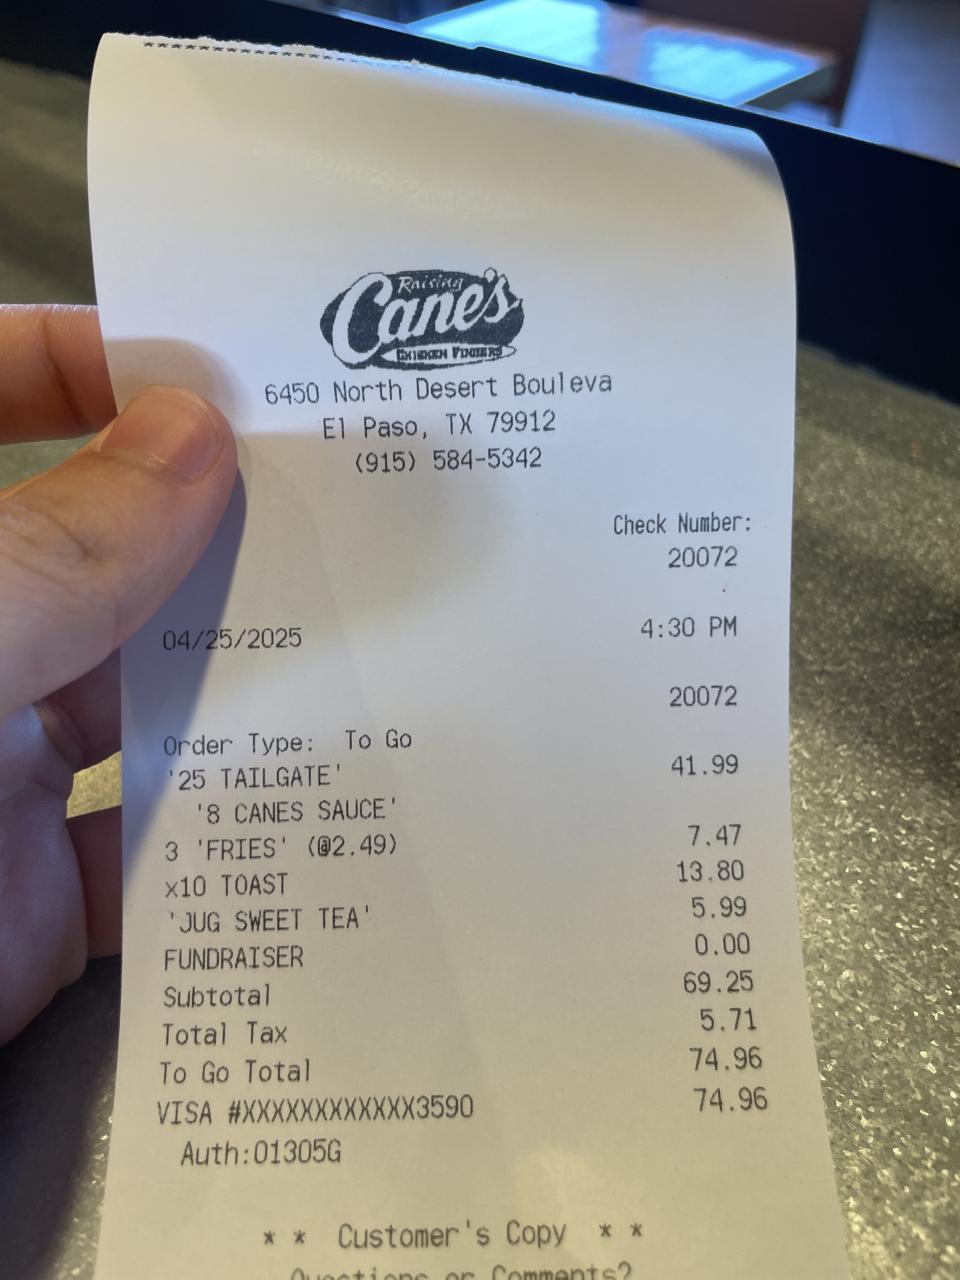 ********************************
Raising
Cane's
CHICKEN FINGERS
6450 North Desert Bouleva
El Paso, TX 79912
(915) 584-5342
Check Number:
20072
04/25/2025 4:30 PM
20072
Order Type: To Go
'25 TAILGATE' 41.99
'8 CANES SAUCE'
3 'FRIES' (@2.49) 7.47
x10 TOAST 13.80
'JUG SWEET TEA' 5.99
FUNDRAISER 0.00
Subtotal 69.25
Total Tax 5.71
To Go Total 74.96
VISA #XXXXXXXXXXXX3590 74.96
Auth:01305G
* * Customer's Copy * *
Questions or Comments?